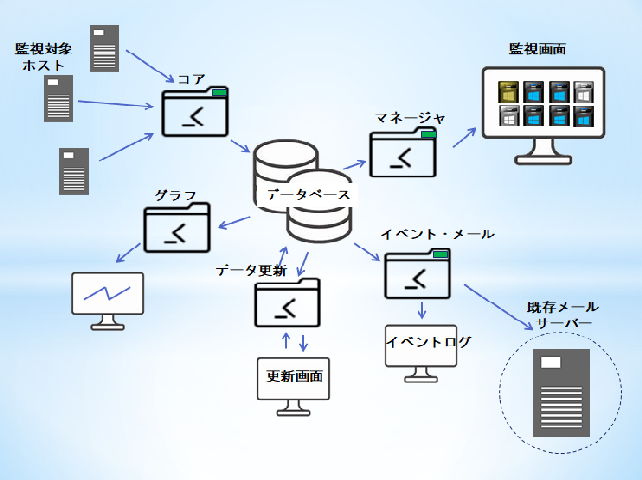 監視対象
ホスト
コア
監視画面
マネージャ
データベース
グラフ
イベント・メール
データ更新
既存メール
サーバー
イベントログ
更新画面